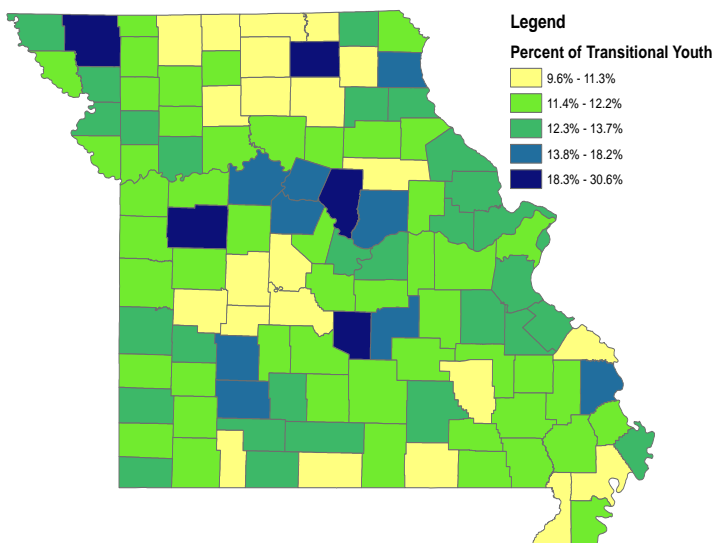 Legend
Percent of Transitional Youth
9.6% - 11.3%
11.4% - 12.2%
12.3% - 13.7%
13.8% - 18.2%
18.3% - 30.6%